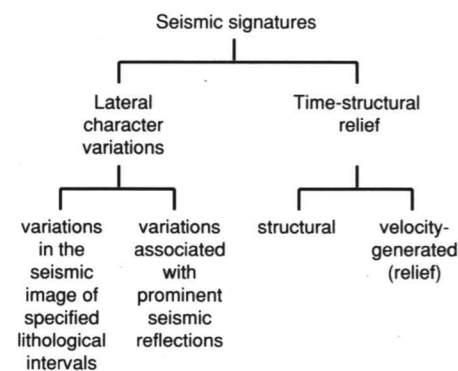 Seismic signatures
Lateral
character
variations
Time-structural
relief
variations
in the
seismic
image of
specified
lithological
intervals
variations
associated
with
prominent
seismic
reflections
structural
velocity-
generated
(relief)